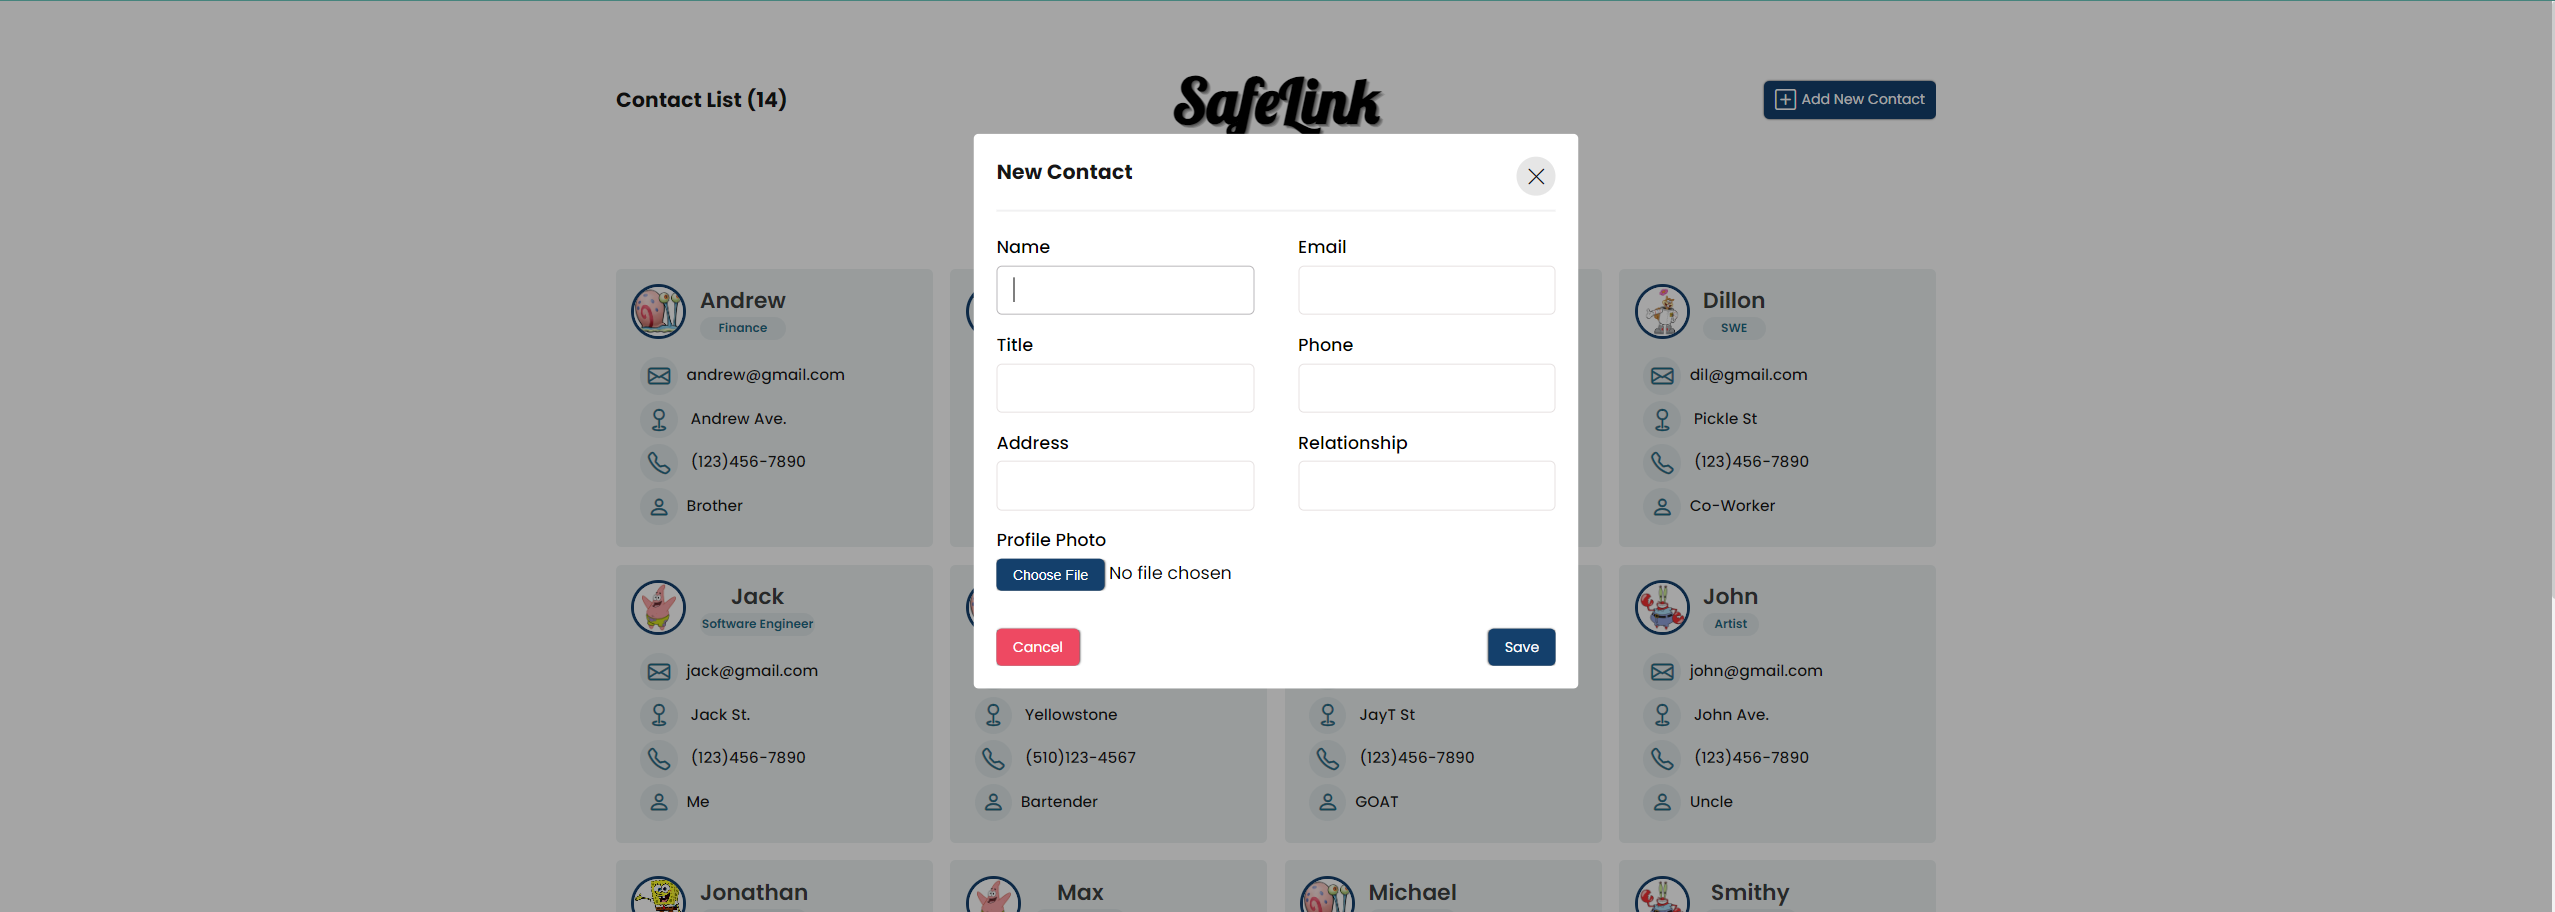 Contact List (14)
SafeLink
Add New Contact
New Contact
Name
Email
Title
Phone
Address
Relationship
Profile Photo
Choose File No file chosen
Cancel
Save
Andrew
Finance
andrew@gmail.com
Andrew Ave.
(123)456-7890
Brother
Dillon
SWE
dil@gmail.com
Pickle St
(123)456-7890
Co-Worker
Jack
Software Engineer
jack@gmail.com
Jack St.
(123)456-7890
Me
Yellowstone
(510)123-4567
Bartender
JayT St
(123)456-7890
GOAT
John
Artist
john@gmail.com
John Ave.
(123)456-7890
Uncle
Jonathan
Max
Michael
Smithy